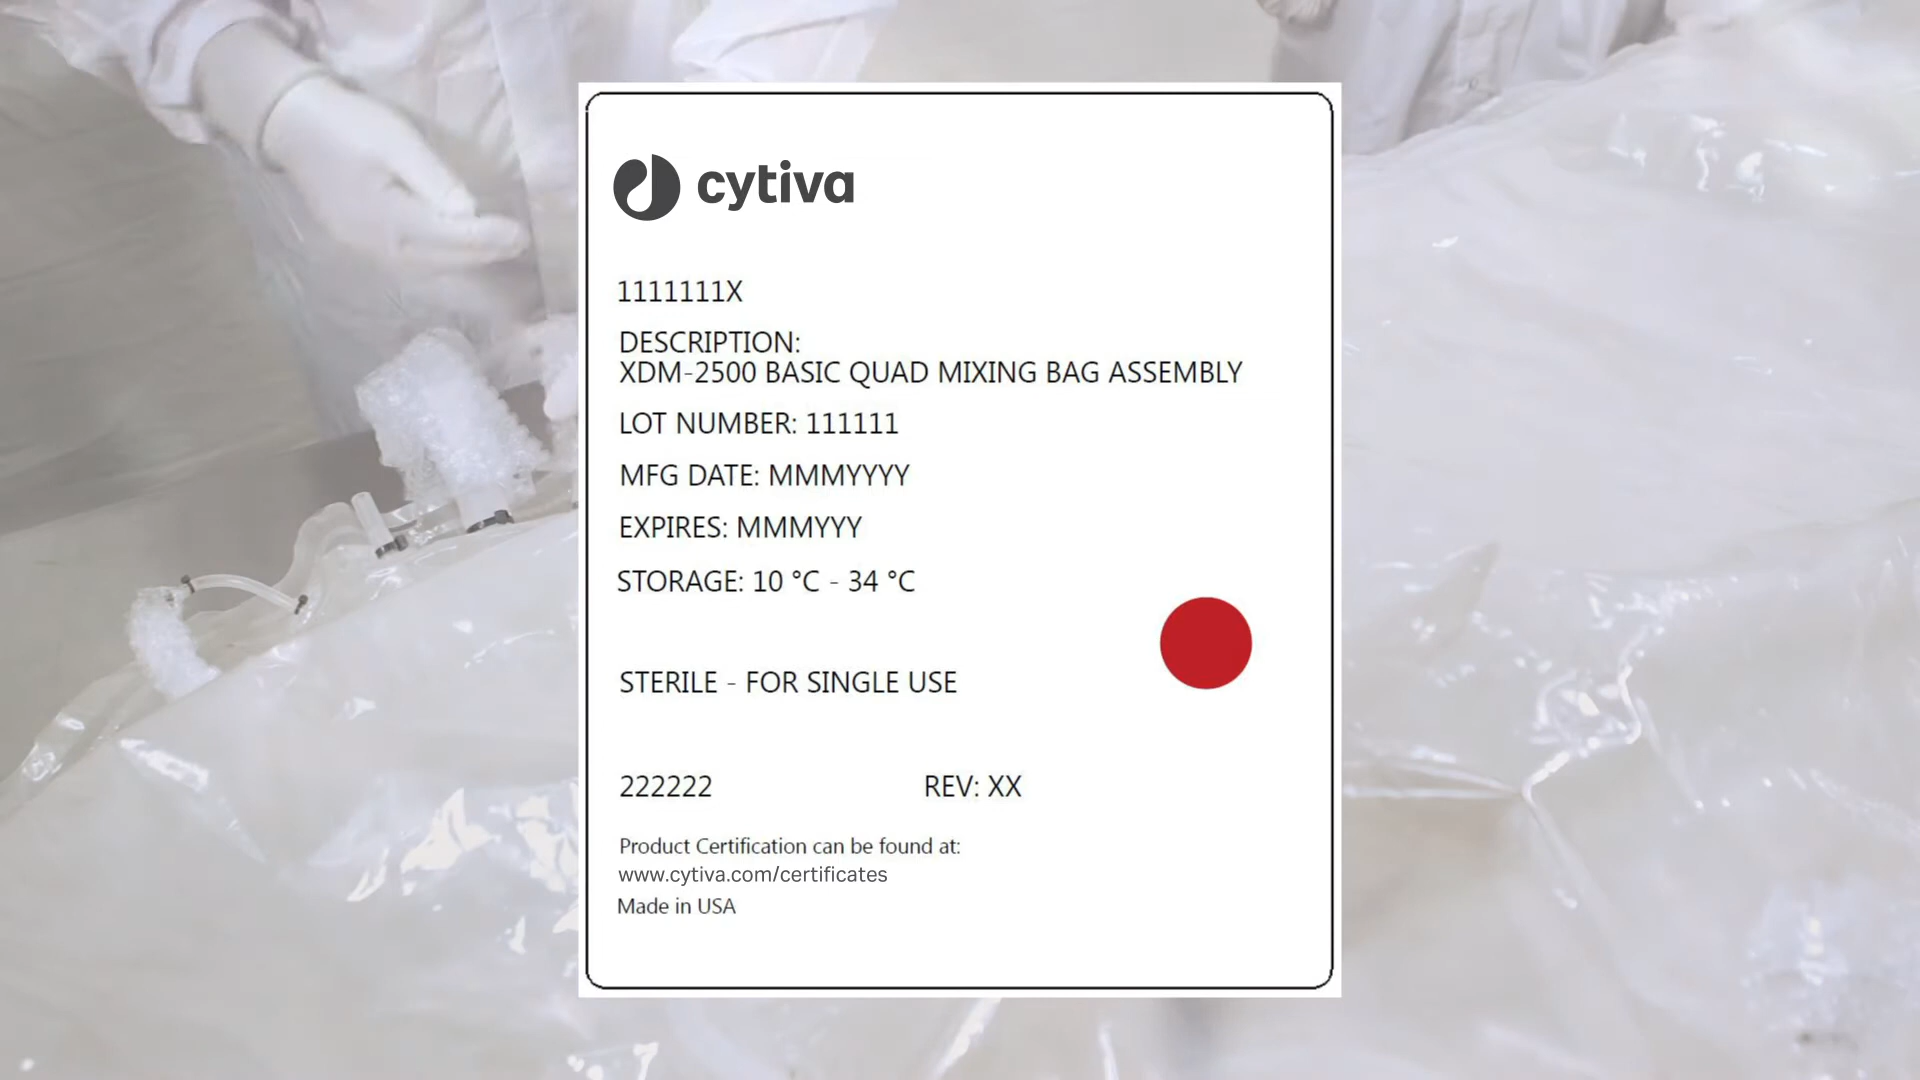 cytiva
1111111X
DESCRIPTION:
XDM-2500 BASIC QUAD MIXING BAG ASSEMBLY
LOT NUMBER: 111111
MFG DATE: MMMYYYY
EXPIRES: MMMYYY
STORAGE: 10 °C - 34 °C
STERILE - FOR SINGLE USE
222222 REV: XX
Product Certification can be found at:
www.cytiva.com/certificates
Made in USA